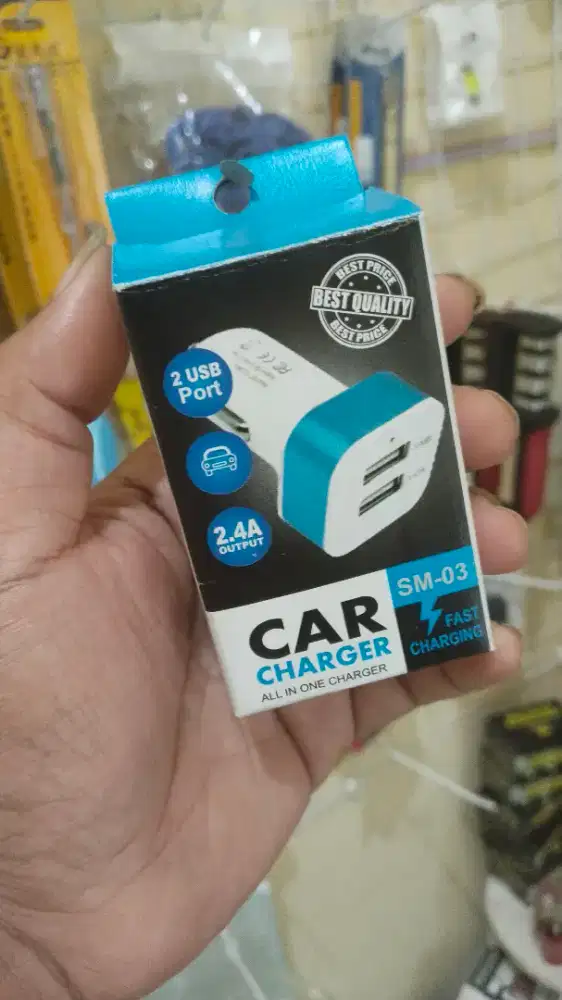 BEST PRICE
BEST QUALITY
BEST PRICE
2 USB
Port
2.4A
OUTPUT
SM-03
FAST
CHARGING
CAR
CHARGER
ALL IN ONE CHARGER